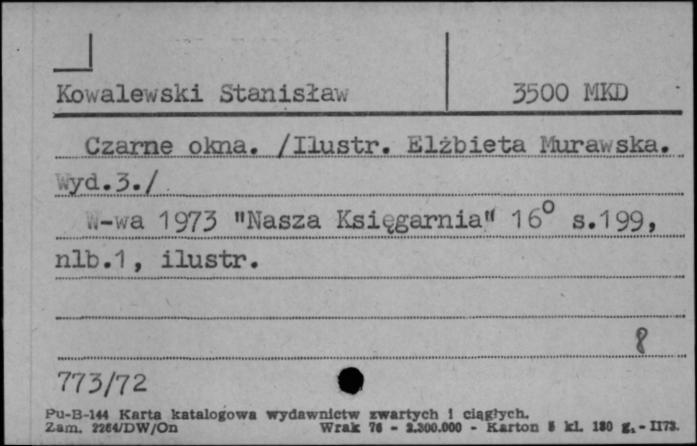 Kowalewski Stanisław 3500 MKD
Czarne okna. /Ilustr. Elżbieta Murawska.
Wyd.3./
W-wa 1973 "Nasza Księgarnia" 16° s.199,
nlb.1, ilustr.
8
773/72
Pu-B-144 Karta katalogowa wydawnictw zwartych i ciągłych.
Zam. 2264/DW/On Wrak 76 - 2.300.000 - Karton 5 kl. 180 g.